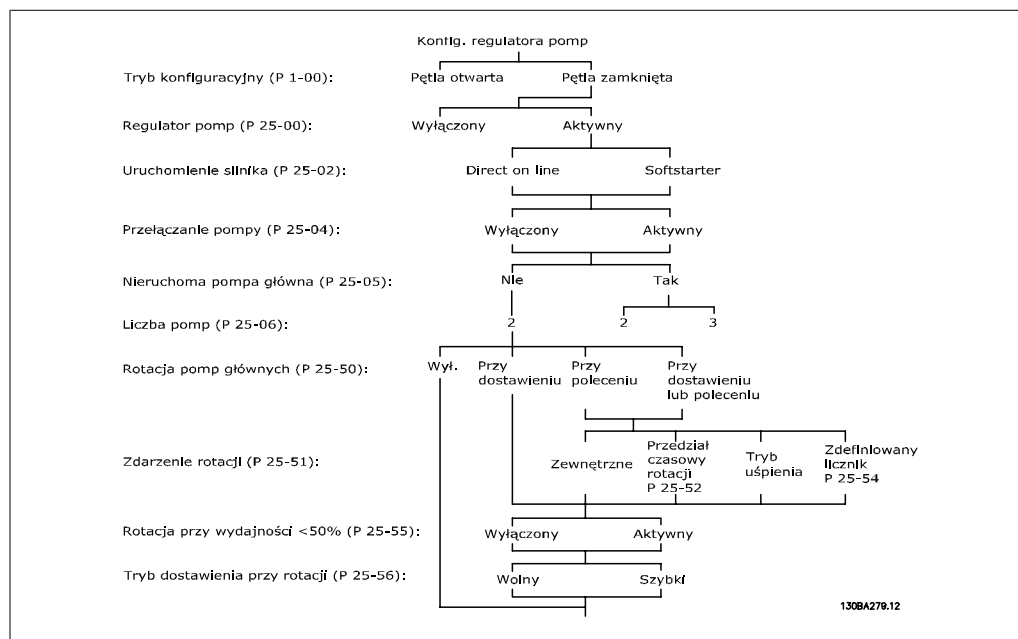 Konfig. regulatora pomp
Tryb konfiguracyjny (P 1-00): Pętla otwarta Pętla zamknięta
Regulator pomp (P 25-00): Wyłączony Aktywny
Uruchomienie silnika (P 25-02): Direct on line Softstarter
Przełączanie pompy (P 25-04): Wyłączony Aktywny
Nieruchoma pompa główna (P 25-05): Nie Tak
Liczba pomp (P 25-06): 2 2 3
Rotacja pomp głównych (P 25-50): Wył. Przy dostawieniu Przy poleceniu Przy dostawieniu lub poleceniu
Zdarzenie rotacji (P 25-51): Zewnętrzne Przedział czasowy rotacji P 25-52 Tryb uśpienia Zdefiniowany licznik P 25-54
Rotacja przy wydajności <50% (P 25-55): Wyłączony Aktywny
Tryb dostawienia przy rotacji (P 25-56): Wolny Szybki
130BA279.12